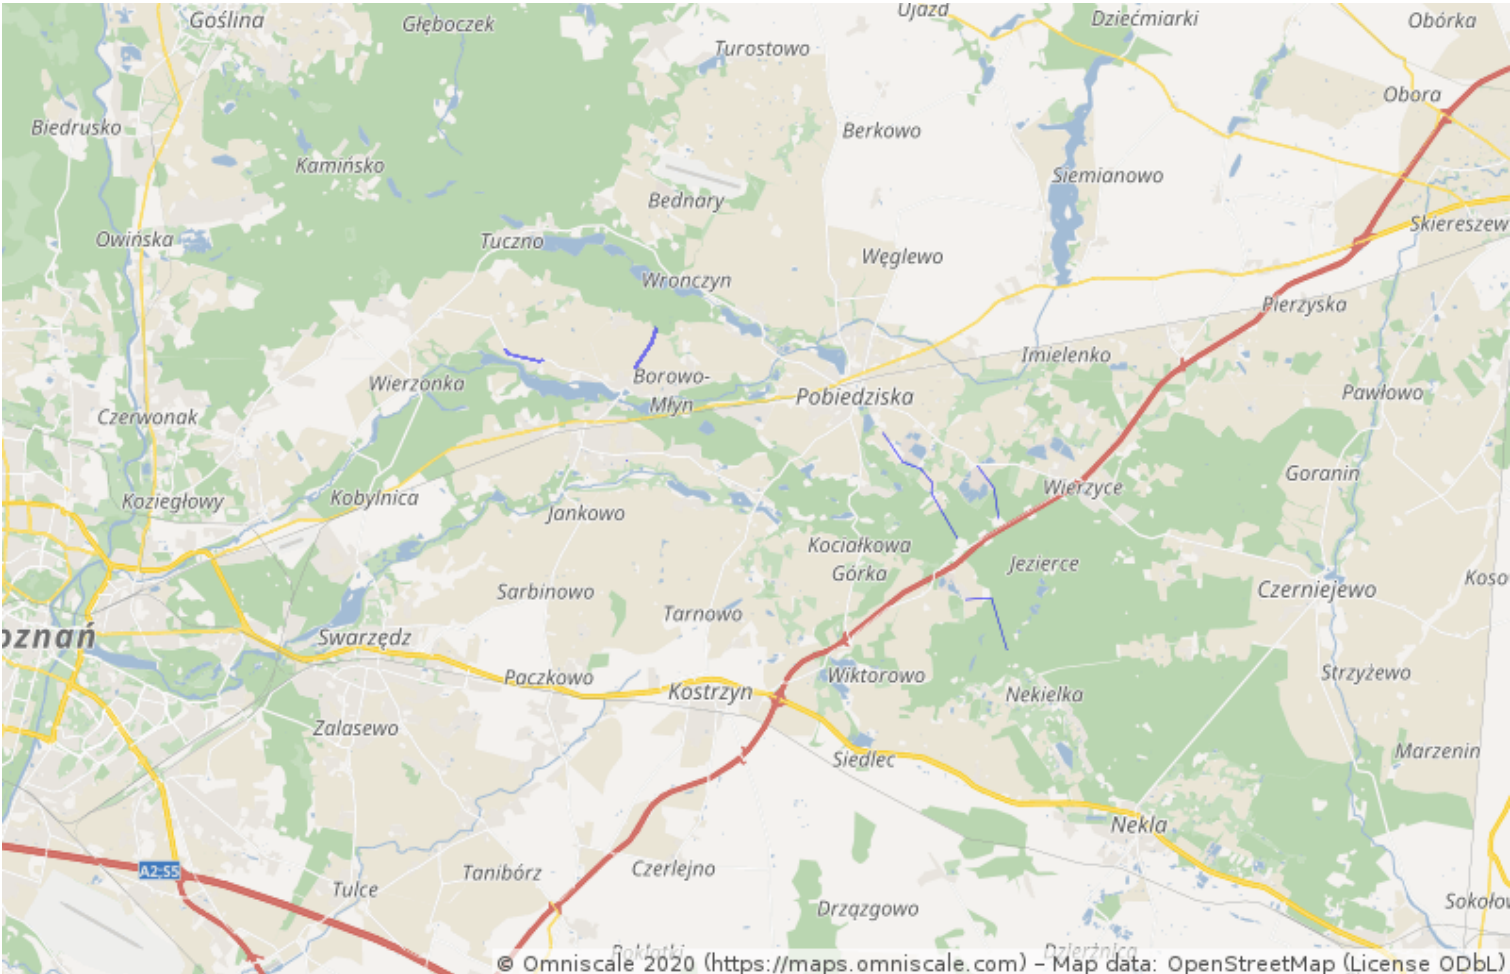 Ujazd
Dziećmiarki
Obórka
Goślina
Głęboczek
Turostowo
Obora
Biedrusko
Berkowo
Kamińsko
Siemianowo
Bednary
Skiereszew
Owińska
Tuczno
Węglewo
Wronczyn
Pierzyska
Imielenko
Wierzonka
Borowo-
Młyn
Pobiedziska
Pawłowo
Czerwonak
Goranin
Koziegłowy
Kobylnica
Wierzyce
Jankowo
Kociałkowa
Górka
Jezierce
Koso
Czerniejewo
Sarbinowo
Tarnowo
oznań
Swarzędz
Paczkowo
Kostrzyn
Wiktorowo
Strzyżewo
Nekielka
Zalasewo
Siedlec
Marzenin
Nekla
A2;S5
Tanibórz
Czerlejno
Tulce
Drzązgowo
Sokołow
Poklatki
Dzierżnica
© Omniscale 2020 (https://maps.omniscale.com) – Map data: OpenStreetMap (License ODbL)